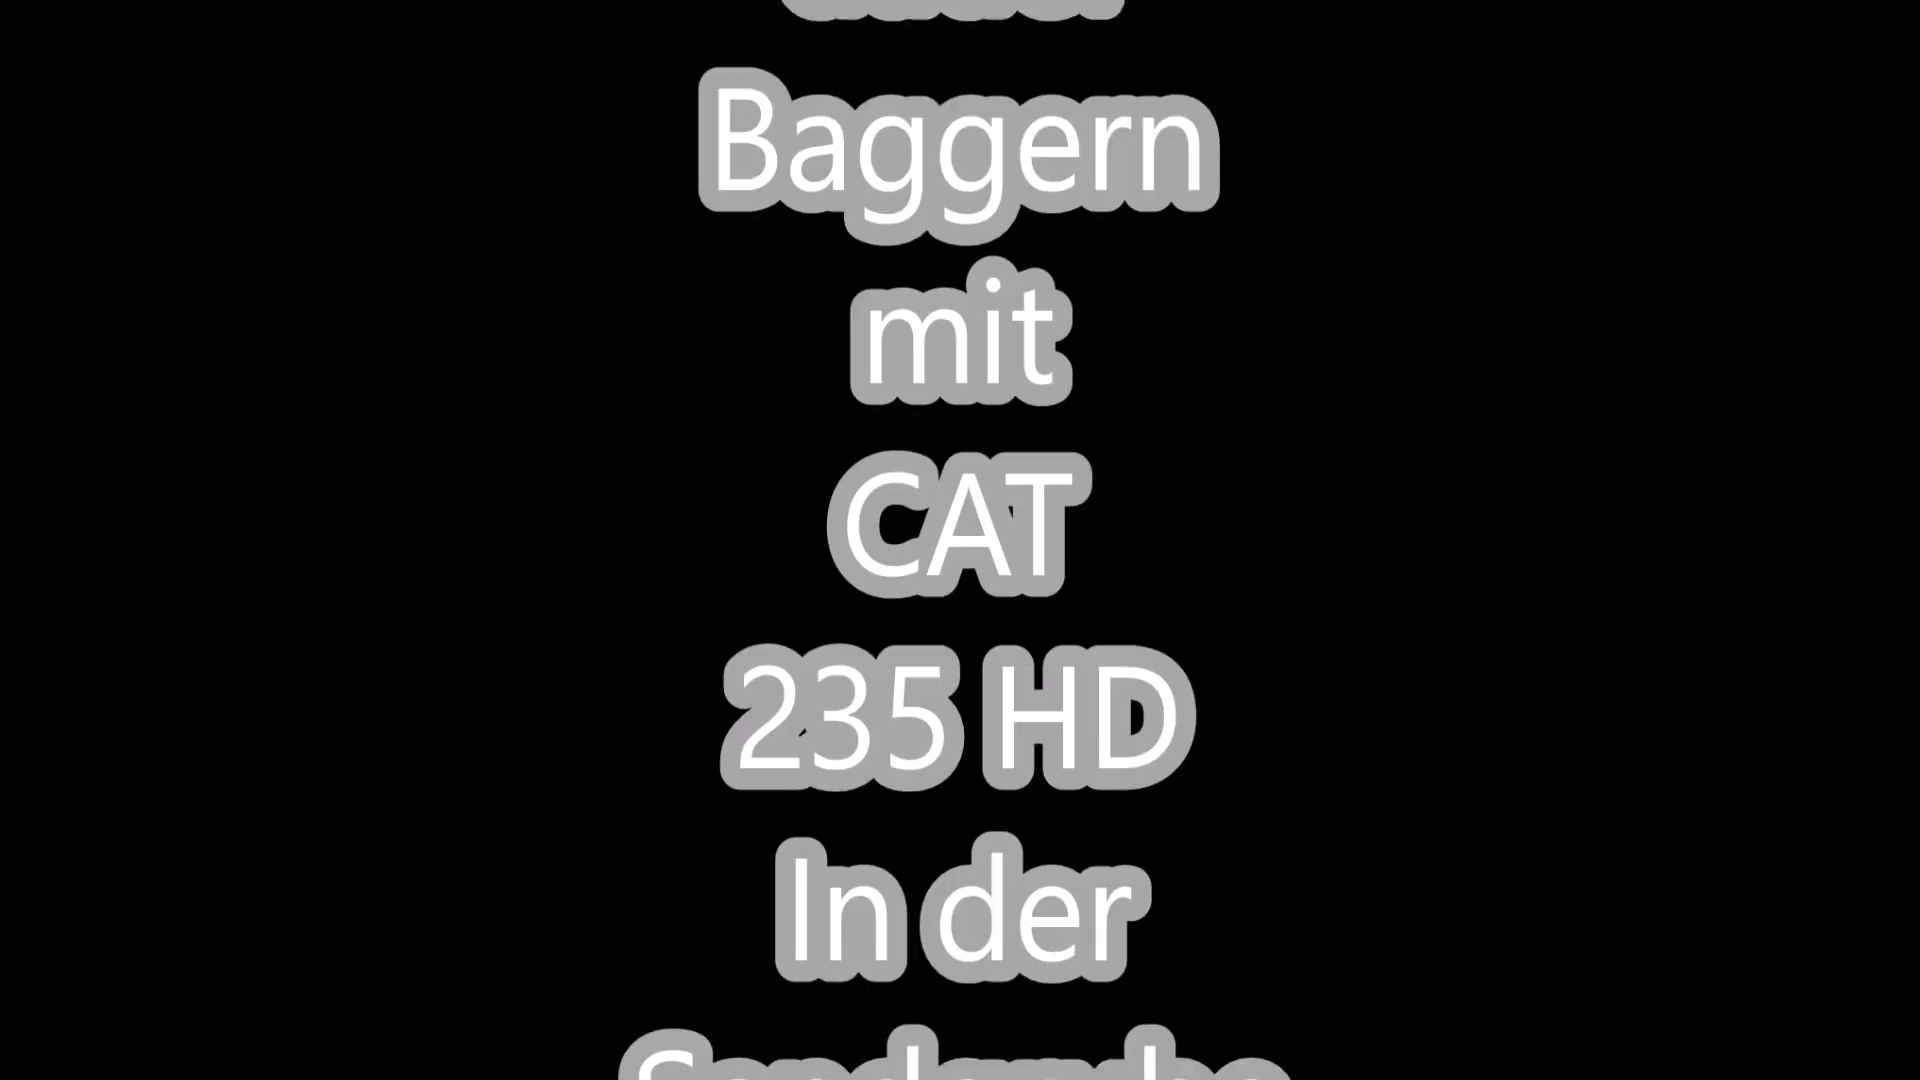 Baggern
mit
CAT
235 HD
In der